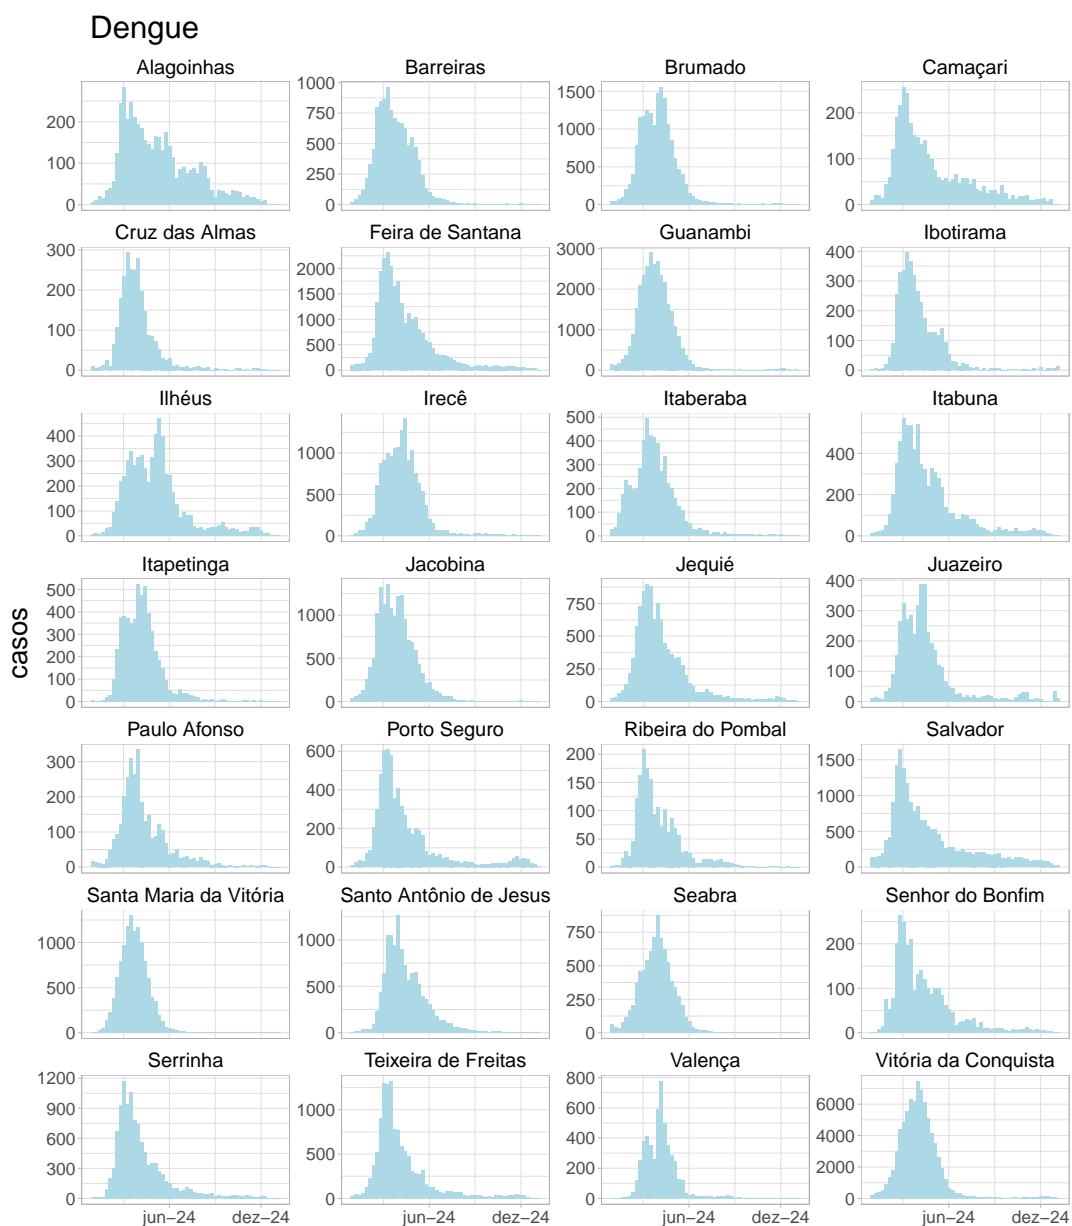 Dengue
Alagoinhas Barreiras Brumado Camaçari
200 100 0
1000 750 500 250 0
1500 1000 500 0
200 100 0
Cruz das Almas Feira de Santana Guanambi Ibotirama
300 200 100 0
2000 1500 1000 500 0
3000 2000 1000 0
400 300 200 100 0
Ilhéus Irecê Itaberaba Itabuna
400 300 200 100 0
1000 500 0
500 400 300 200 100 0
400 200 0
Itapetinga Jacobina Jequié Juazeiro
500 400 300 200 100 0
1000 500 0
750 500 250 0
400 300 200 100 0
casos
Paulo Afonso Porto Seguro Ribeira do Pombal Salvador
300 200 100 0
600 400 200 0
200 150 100 50 0
1500 1000 500 0
Santa Maria da Vitória Santo Antônio de Jesus Seabra Senhor do Bonfim
1000 500 0
1000 500 0
750 500 250 0
200 100 0
Serrinha Teixeira de Freitas Valença Vitória da Conquista
1200 900 600 300 0
1000 500 0
800 600 400 200 0
6000 4000 2000 0
jun−24 dez−24 jun−24 dez−24 jun−24 dez−24 jun−24 dez−24